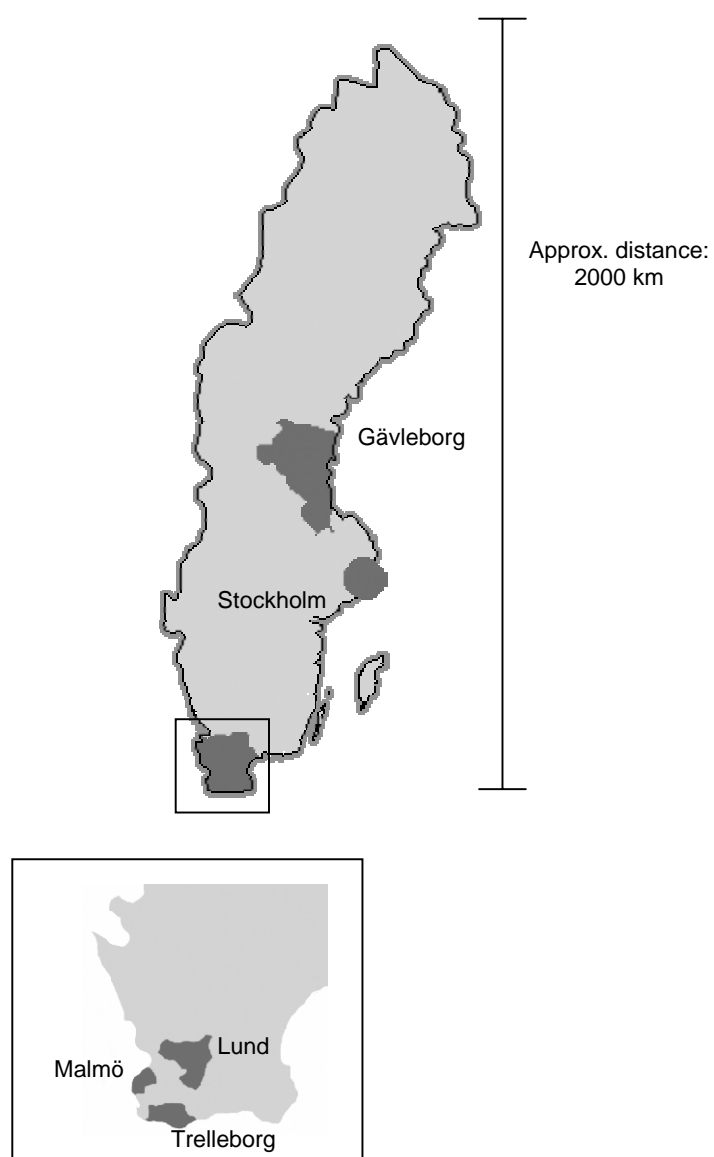 Approx. distance:
2000 km
Gävleborg
Stockholm
Lund
Malmö
Trelleborg